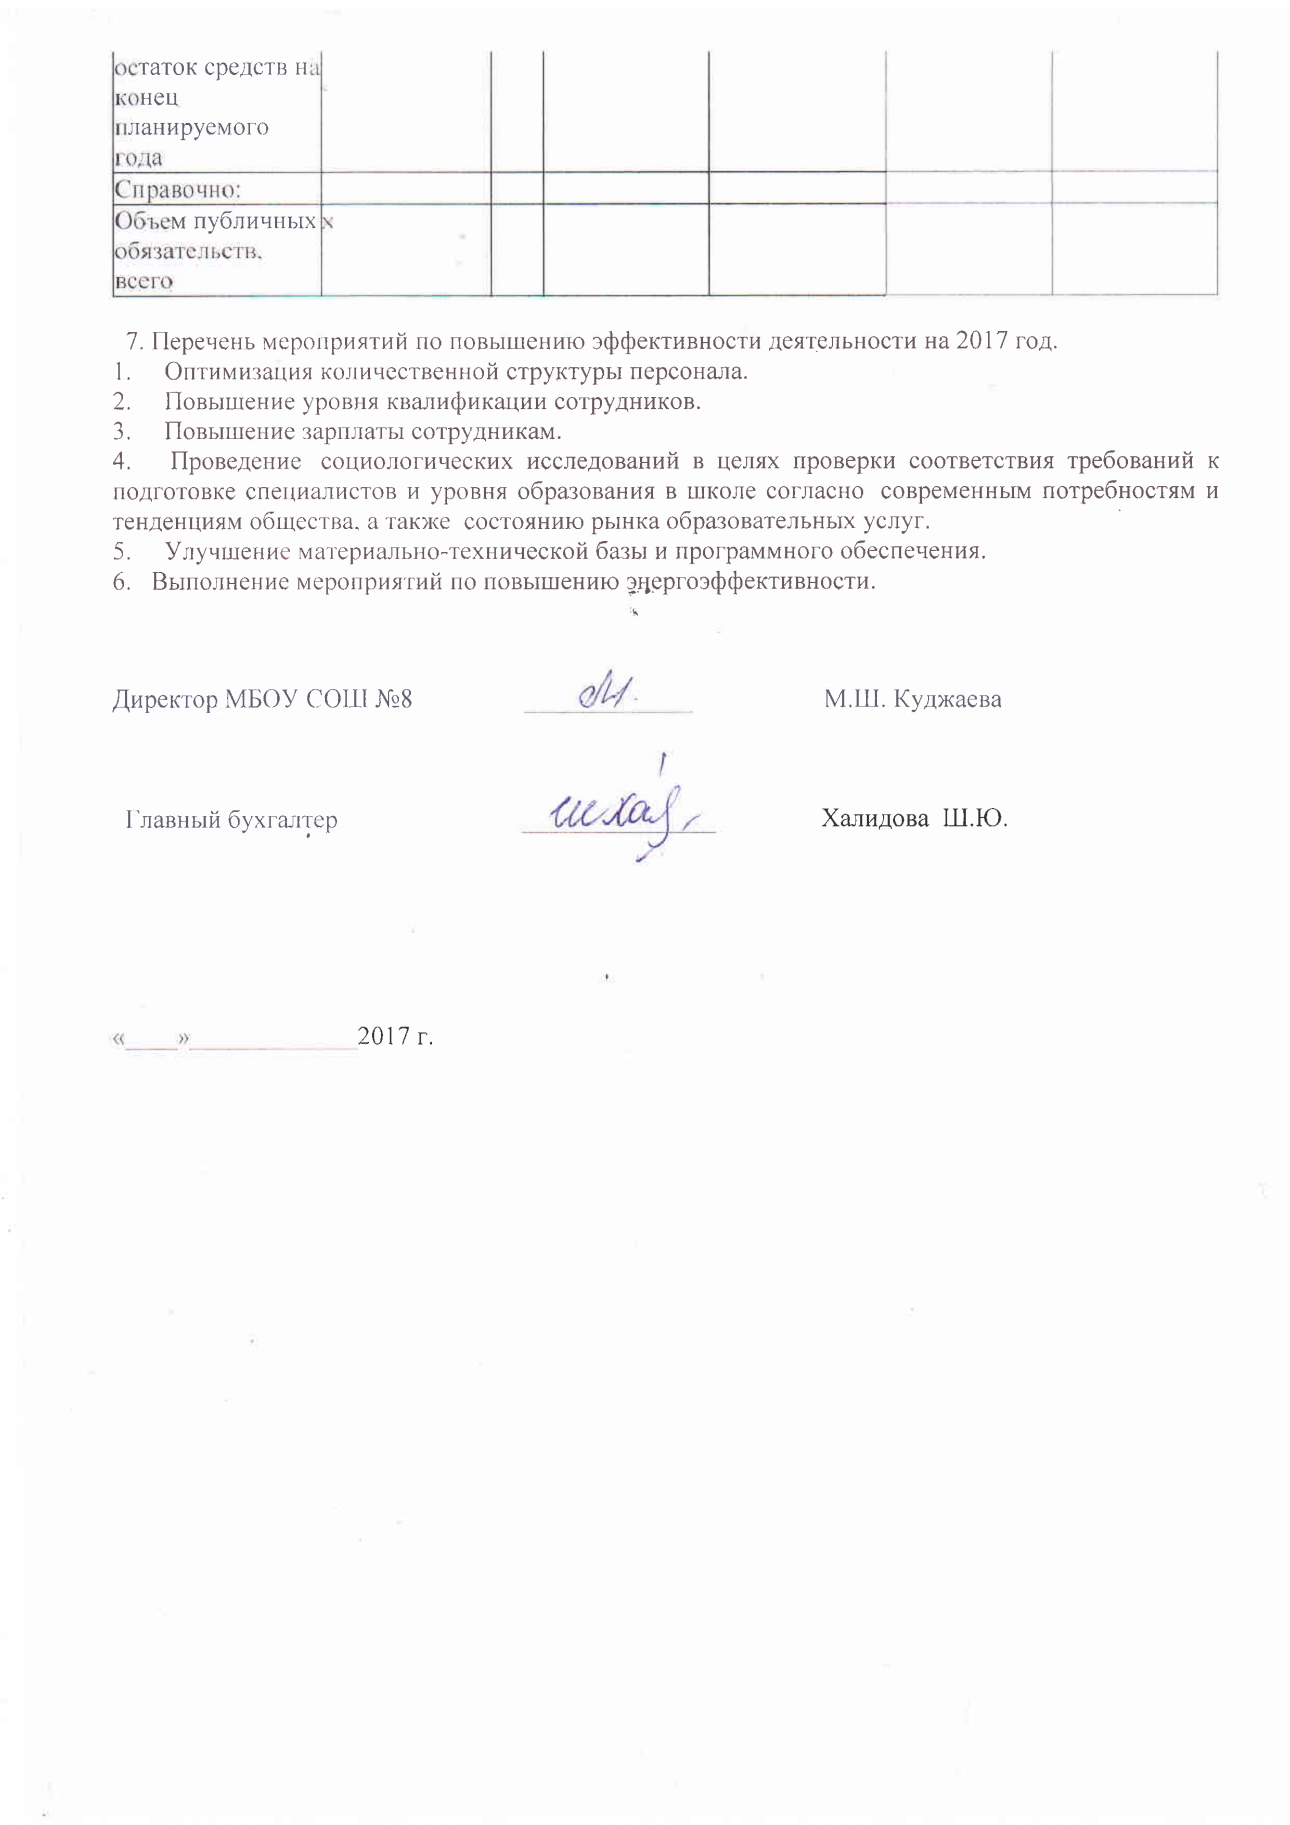 остаток средств на
конец
планируемого
года
Справочно:
Объем публичных х
обязательств,
всего
7. Перечень мероприятий по повышению эффективности деятельности на 2017 год.
1. Оптимизация количественной структуры персонала.
2. Повышение уровня квалификации сотрудников.
3. Повышение зарплаты сотрудникам.
4. Проведение социологических исследований в целях проверки соответствия требований к
подготовке специалистов и уровня образования в школе согласно современным потребностям и
тенденциям общества, а также состоянию рынка образовательных услуг.
5. Улучшение материально-технической базы и программного обеспечения.
6. Выполнение мероприятий по повышению энергоэффективности.
Директор МБОУ СОШ №8 ____________ М.Ш. Куджаева
Главный бухгалтер ______________ Халидова Ш.Ю.
«____»_____________2017 г.